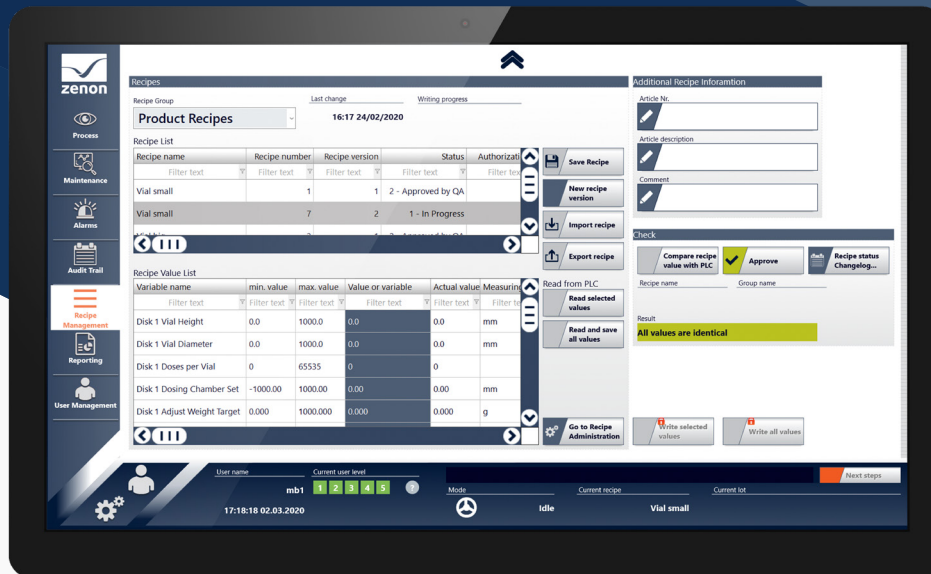 zenon
Process
Maintenance
Alarms
Audit Trail
Recipe
Management
Reporting
User Management
Recipes
Recipe Group
Last change
Writing progress
Product Recipes
16:17 24/02/2020
Recipe List
Recipe name Recipe number Recipe version Status Authorizati
Filter text Filter text Filter text Filter text Filter tex
Vial small 1 1 2 - Approved by QA
Vial small 7 2 1 - In Progress
Save Recipe
New recipe
version
Import recipe
Export recipe
Recipe Value List
Variable name min. value max. value Value or variable Actual value Measuring
Filter text Filter text Filter text Filter text Filter text Filter te
Disk 1 Vial Height 0.0 1000.0 0.0 0.0 mm
Disk 1 Vial Diameter 0.0 1000.0 0.0 0.0 mm
Disk 1 Doses per Vial 0 65535 0 0
Disk 1 Dosing Chamber Set -1000.00 1000.00 0.00 0.00 mm
Disk 1 Adjust Weight Target 0.000 1000.000 0.000 0.000 g
Read from PLC
Read selected
values
Read and save
all values
Go to Recipe
Administration
Additional Recipe Inforamtion
Article Nr.
Article description
Comment
Check
Compare recipe
value with PLC
Approve
Recipe status
Changelog...
Recipe name
Group name
Result
All values are identical
Write selected
values
Write all values
User name
Current user level
mb1 1 2 3 4 5 ?
17:18:18 02.03.2020
Mode
Current recipe
Current lot
Idle
Vial small
Next steps